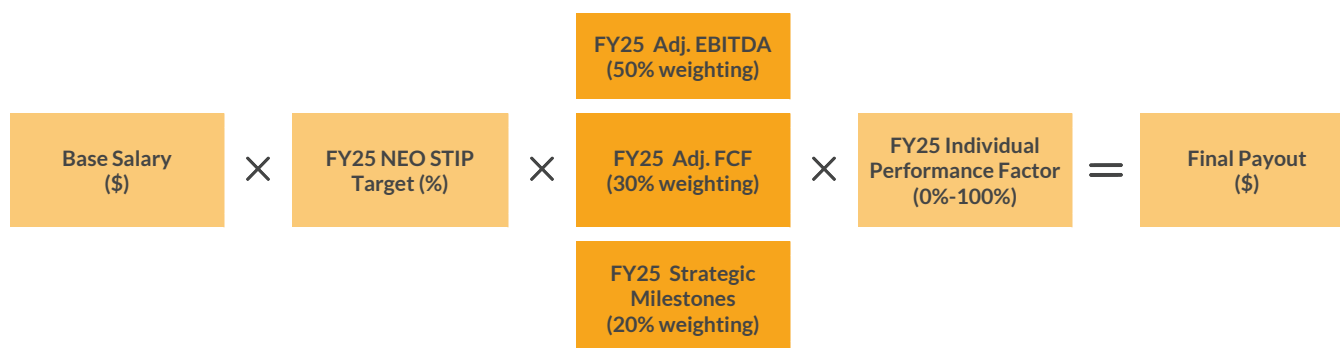 Base Salary
($)
×
FY25 NEO STIP
Target (%)
×
FY25 Adj. EBITDA
(50% weighting)
FY25 Adj. FCF
(30% weighting)
FY25 Strategic
Milestones
(20% weighting)
×
FY25 Individual
Performance Factor
(0%-100%)
=
Final Payout
($)